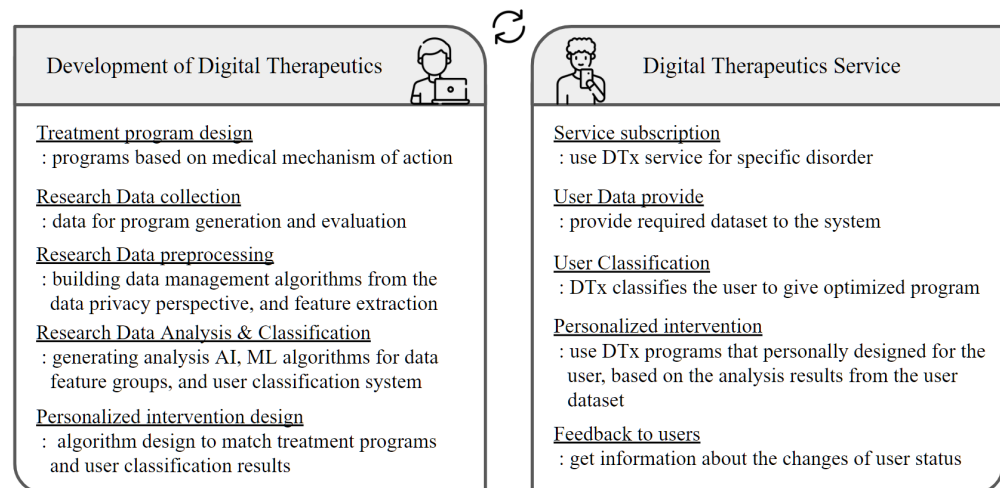 Development of Digital Therapeutics
Treatment program design
: programs based on medical mechanism of action
Research Data collection
: data for program generation and evaluation
Research Data preprocessing
: building data management algorithms from the
data privacy perspective, and feature extraction
Research Data Analysis & Classification
: generating analysis AI, ML algorithms for data
feature groups, and user classification system
Personalized intervention design
: algorithm design to match treatment programs
and user classification results
Digital Therapeutics Service
Service subscription
: use DTx service for specific disorder
User Data provide
: provide required dataset to the system
User Classification
: DTx classifies the user to give optimized program
Personalized intervention
: use DTx programs that personally designed for the
user, based on the analysis results from the user
dataset
Feedback to users
: get information about the changes of user status